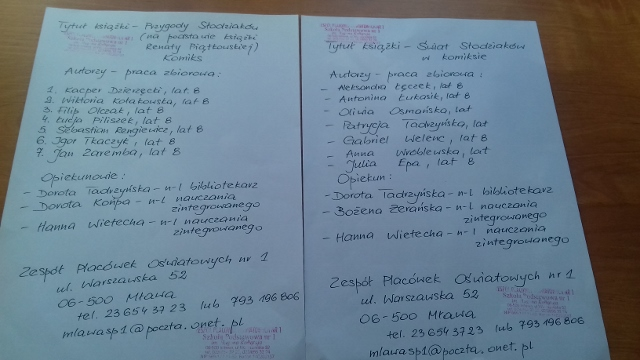 Tytuł książki - Przygody Słodziaków
(na podstawie książki
Renaty Piątkowskiej)
Komiks
Autorzy - praca zbiorowa:
1. Kacper Dzierżęcki, lat 8
2. Wiktoria Kołakowska, lat 8
3. Filip Olczak, lat 8
4. Łucja Piliszek, lat 8
5. Sebastian Rengiewicz, lat 8
6. Igor Tkaczyk, lat 8
7. Jan Zaremba, lat 8
Opiekunowie:
- Dorota Tadrzyńska - n-l bibliotekarz
- Dorota Końpa - n-l nauczania
zintegrowanego
- Hanna Wietecha - n-l nauczania
zintegrowanego
Zespół Placówek Oświatowych nr 1
ul. Warszawska 52
06-500 Mława
tel. 23 654 37 23 lub 793 196 806
mlawasp1@poczta.onet.pl
Tytuł książki - Świat Słodziaków
w komiksie
Autorzy - praca zbiorowa:
- Aleksandra Łęczek, lat 8
- Antonina Łukasik, lat 8
- Oliwia Osmańska, lat
- Patrycja Tadrzyńska, lat
- Gabriel Welenc, lat 8
- Anna Wróblewska, lat
- Julia Epa, lat 8
Opiekun:
- Dorota Tadrzyńska - n-l bibliotekarz
- Bożena Żerańska - n-l nauczania
zintegrowanego
- Hanna Wietecha - n-l nauczania
zintegrowanego
Zespół Placówek Oświatowych nr 1
ul. Warszawska 52
06-500 Mława
tel. 23 654 37 23 lub 793 196 806
mlawasp1@poczta.onet.pl